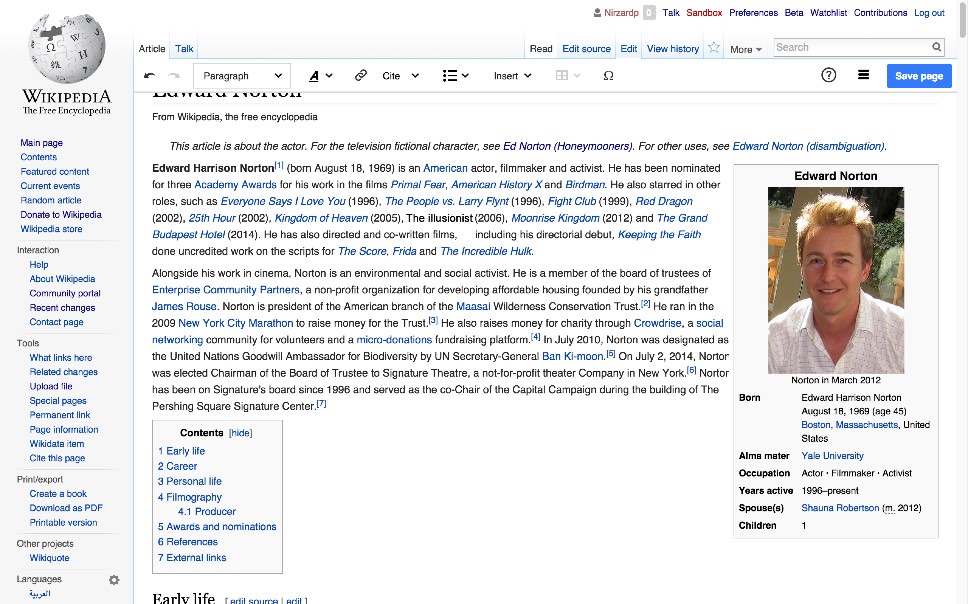 Nirzardp 0 Talk Sandbox Preferences Beta Watchlist Contributions Log out
WIKIPEDIA
The Free Encyclopedia
Article Talk Read Edit source Edit View history More Search
Paragraph A Cite Insert Ω ? Save page
Main page
Contents
Featured content
Current events
Random article
Donate to Wikipedia
Wikipedia store
Interaction
Help
About Wikipedia
Community portal
Recent changes
Contact page
Tools
What links here
Related changes
Upload file
Special pages
Permanent link
Page information
Wikidata item
Cite this page
Print/export
Create a book
Download as PDF
Printable version
Other projects
Wikiquote
Languages
العربية
Edward Norton
From Wikipedia, the free encyclopedia
This article is about the actor. For the television fictional character, see Ed Norton (Honeymooners). For other uses, see Edward Norton (disambiguation).
Edward Harrison Norton[1] (born August 18, 1969) is an American actor, filmmaker and activist. He has been nominated
for three Academy Awards for his work in the films Primal Fear, American History X and Birdman. He also starred in other
roles, such as Everyone Says I Love You (1996), The People vs. Larry Flynt (1996), Fight Club (1999), Red Dragon
(2002), 25th Hour (2002), Kingdom of Heaven (2005), The illusionist (2006), Moonrise Kingdom (2012) and The Grand
Budapest Hotel (2014). He has also directed and co-written films, including his directorial debut, Keeping the Faith
done uncredited work on the scripts for The Score, Frida and The Incredible Hulk.
Alongside his work in cinema, Norton is an environmental and social activist. He is a member of the board of trustees of
Enterprise Community Partners, a non-profit organization for developing affordable housing founded by his grandfather
James Rouse. Norton is president of the American branch of the Maasai Wilderness Conservation Trust.[2] He ran in the
2009 New York City Marathon to raise money for the Trust.[3] He also raises money for charity through Crowdrise, a social
networking community for volunteers and a micro-donations fundraising platform.[4] In July 2010, Norton was designated as
the United Nations Goodwill Ambassador for Biodiversity by UN Secretary-General Ban Ki-moon.[5] On July 2, 2014, Norton
was elected Chairman of the Board of Trustee to Signature Theatre, a not-for-profit theater Company in New York.[6] Norton
has been on Signature's board since 1996 and served as the co-Chair of the Capital Campaign during the building of The
Pershing Square Signature Center.[7]
Contents [hide]
1 Early life
2 Career
3 Personal life
4 Filmography
4.1 Producer
5 Awards and nominations
6 References
7 External links
Early life [ edit source | edit ]
Edward Norton
Norton in March 2012
Born Edward Harrison Norton
August 18, 1969 (age 45)
Boston, Massachusetts, United
States
Alma mater Yale University
Occupation Actor · Filmmaker · Activist
Years active 1996–present
Spouse(s) Shauna Robertson (m. 2012)
Children 1